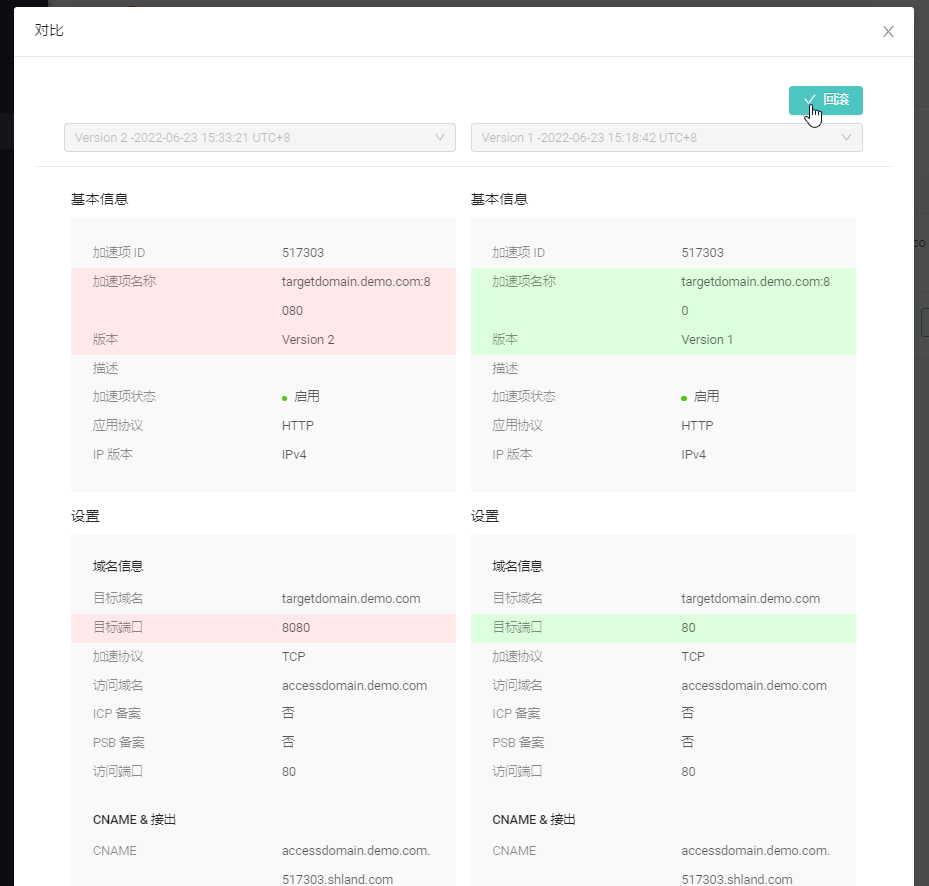 对比
回滚
Version 2 -2022-06-23 15:33:21 UTC+8
Version 1 -2022-06-23 15:18:42 UTC+8
基本信息
加速项 ID 517303
加速项名称 targetdomain.demo.com:8
080
版本 Version 2
描述
加速项状态 启用
应用协议 HTTP
IP 版本 IPv4
基本信息
加速项 ID 517303
加速项名称 targetdomain.demo.com:8
0
版本 Version 1
描述
加速项状态 启用
应用协议 HTTP
IP 版本 IPv4
设置
域名信息
目标域名 targetdomain.demo.com
目标端口 8080
加速协议 TCP
访问域名 accessdomain.demo.com
ICP 备案 否
PSB 备案 否
访问端口 80
CNAME & 接出
CNAME accessdomain.demo.com.
517303.shland.com
设置
域名信息
目标域名 targetdomain.demo.com
目标端口 80
加速协议 TCP
访问域名 accessdomain.demo.com
ICP 备案 否
PSB 备案 否
访问端口 80
CNAME & 接出
CNAME accessdomain.demo.com.
517303.shland.com
co